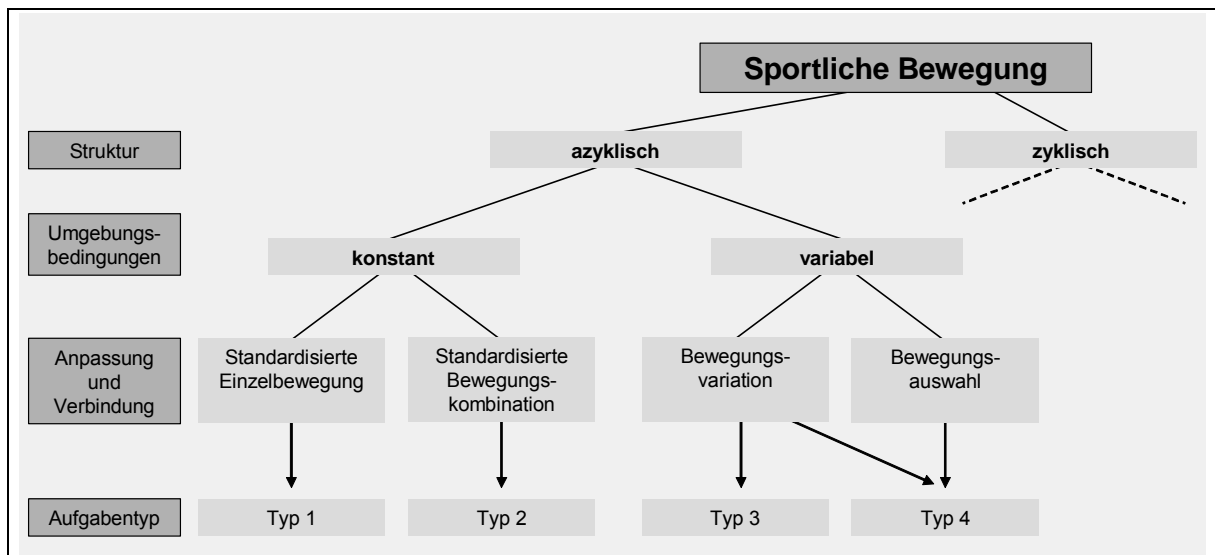 Sportliche Bewegung
Struktur
azyklisch
zyklisch
Umgebungs-
bedingungen
konstant
variabel
Anpassung
und
Verbindung
Standardisierte
Einzelbewegung
Standardisierte
Bewegungs-
kombination
Bewegungs-
variation
Bewegungs-
auswahl
Aufgabentyp
Typ 1
Typ 2
Typ 3
Typ 4